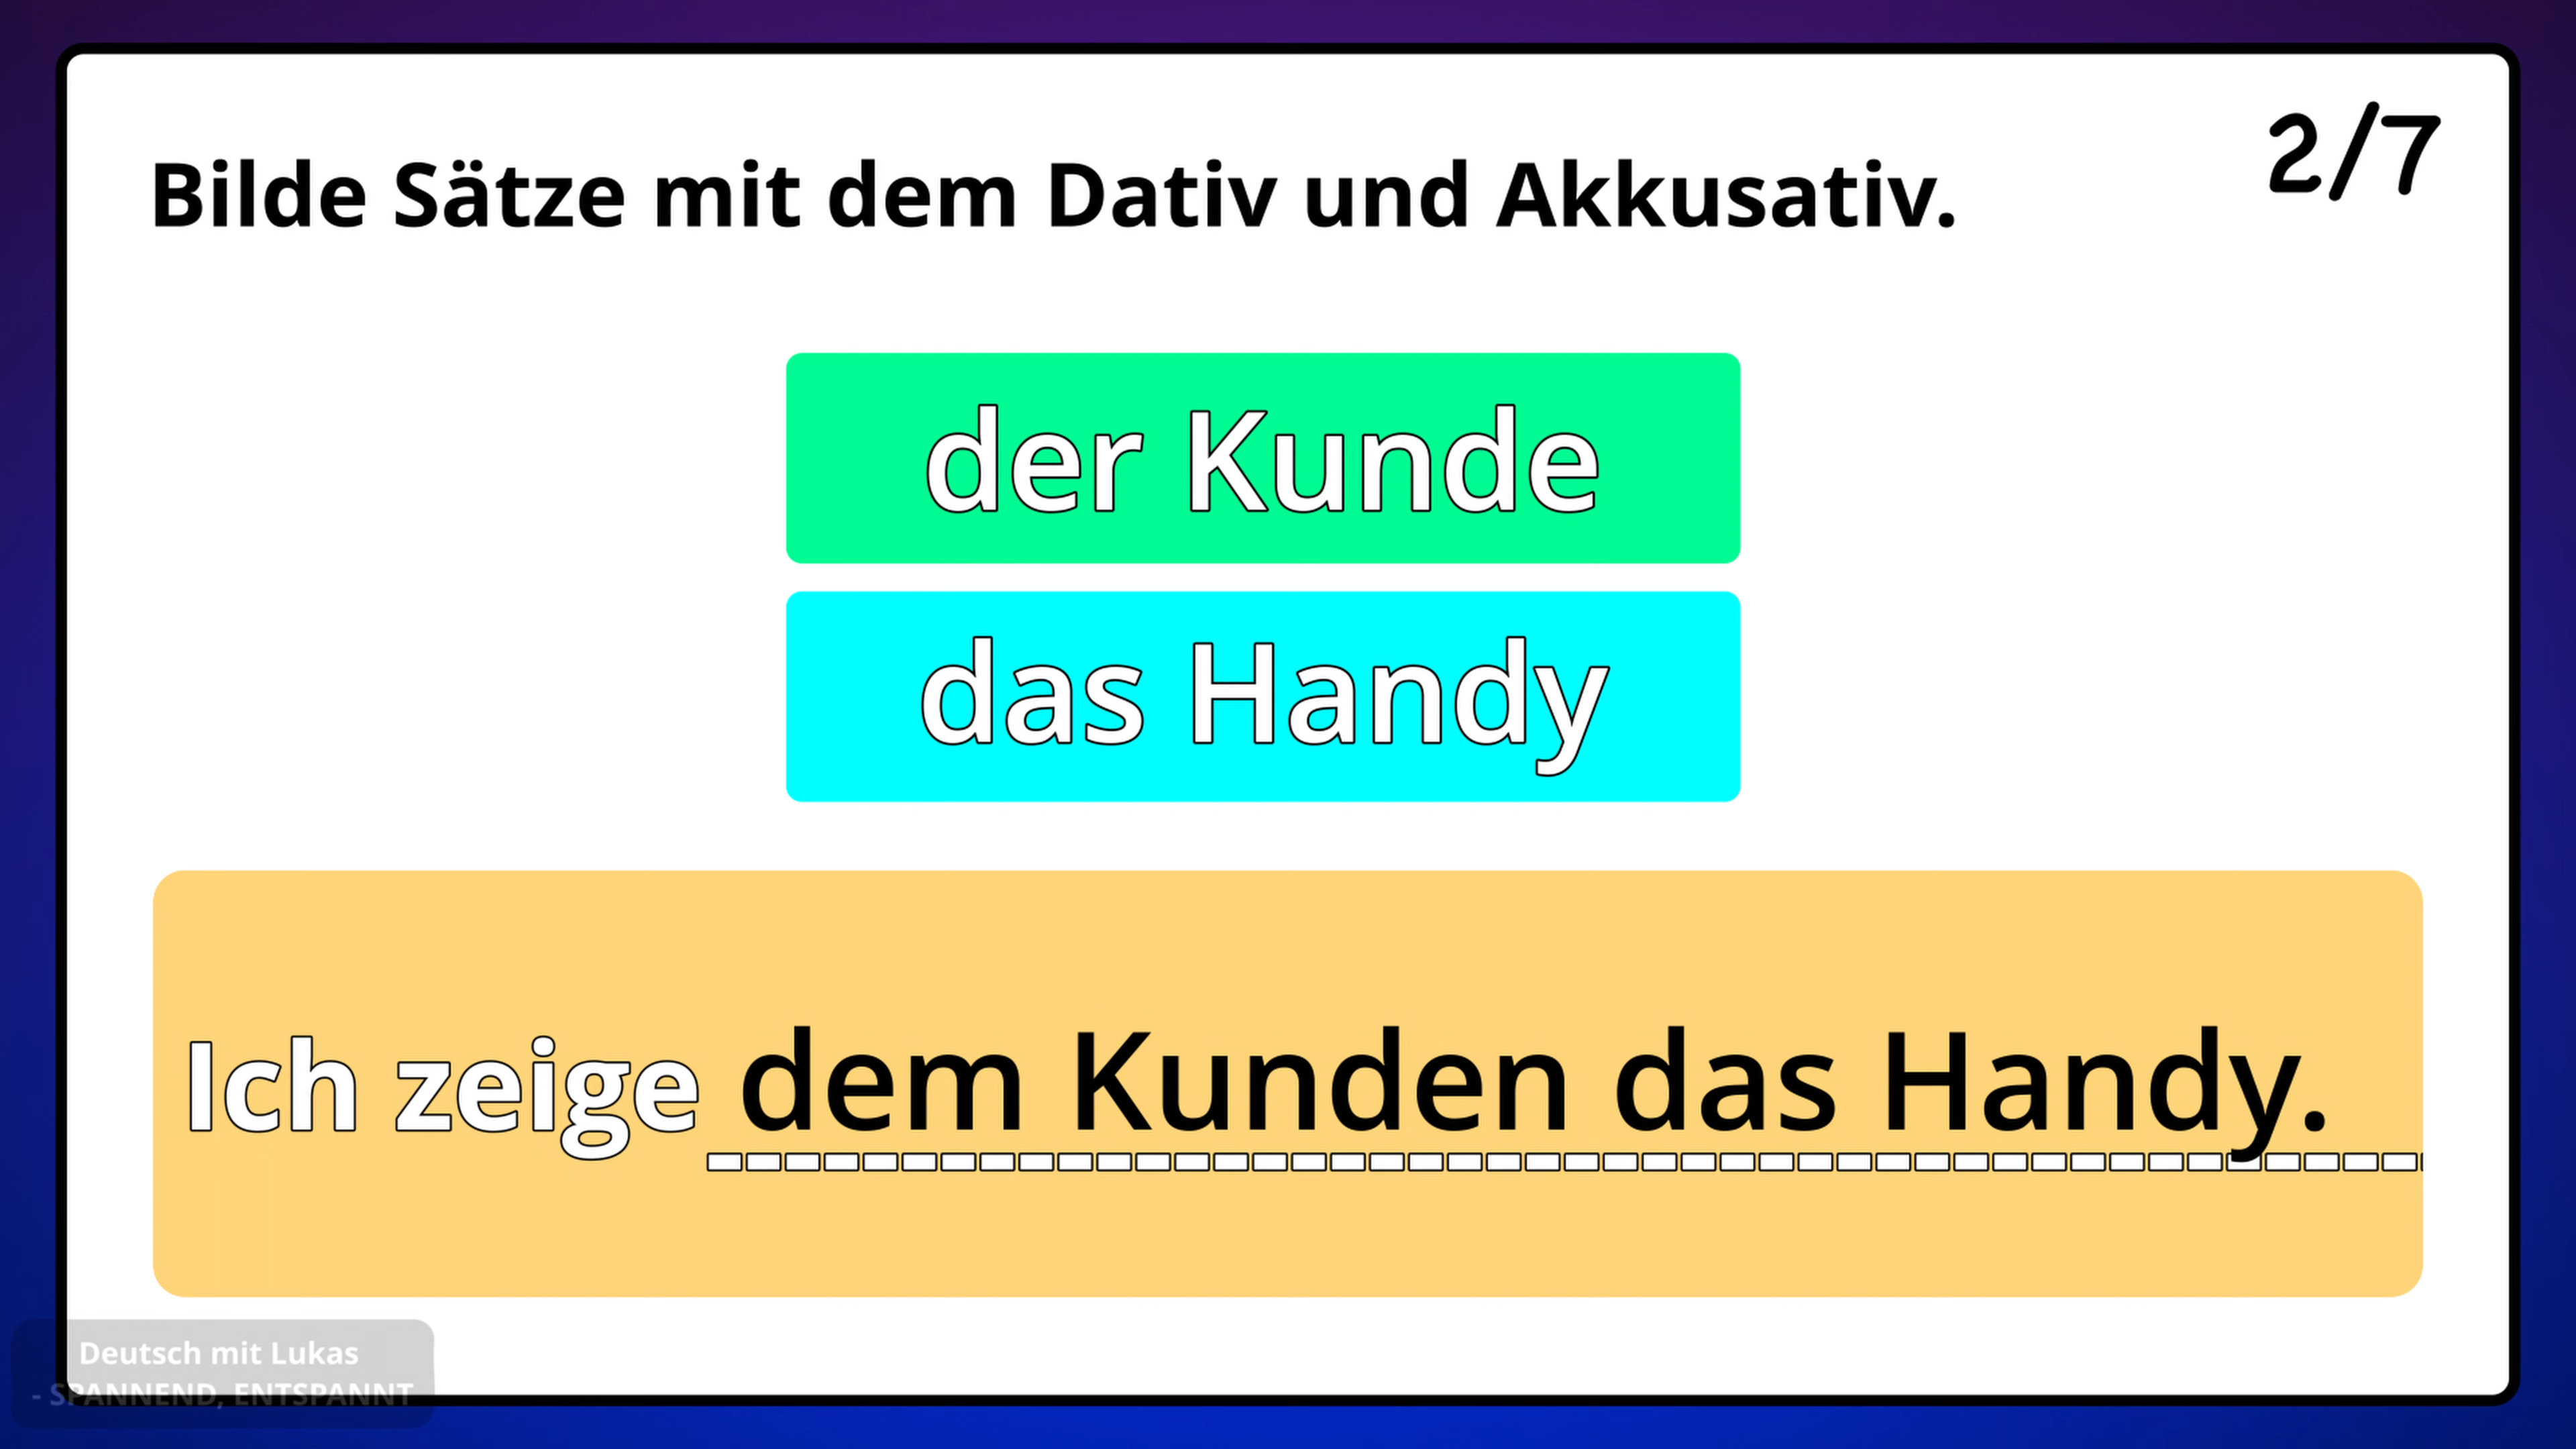 2/7
Bilde Sätze mit dem Dativ und Akkusativ.
der Kunde
das Handy
Ich zeige dem Kunden das Handy.
Deutsch mit Lukas
- SPANNEND, ENTSPANNT